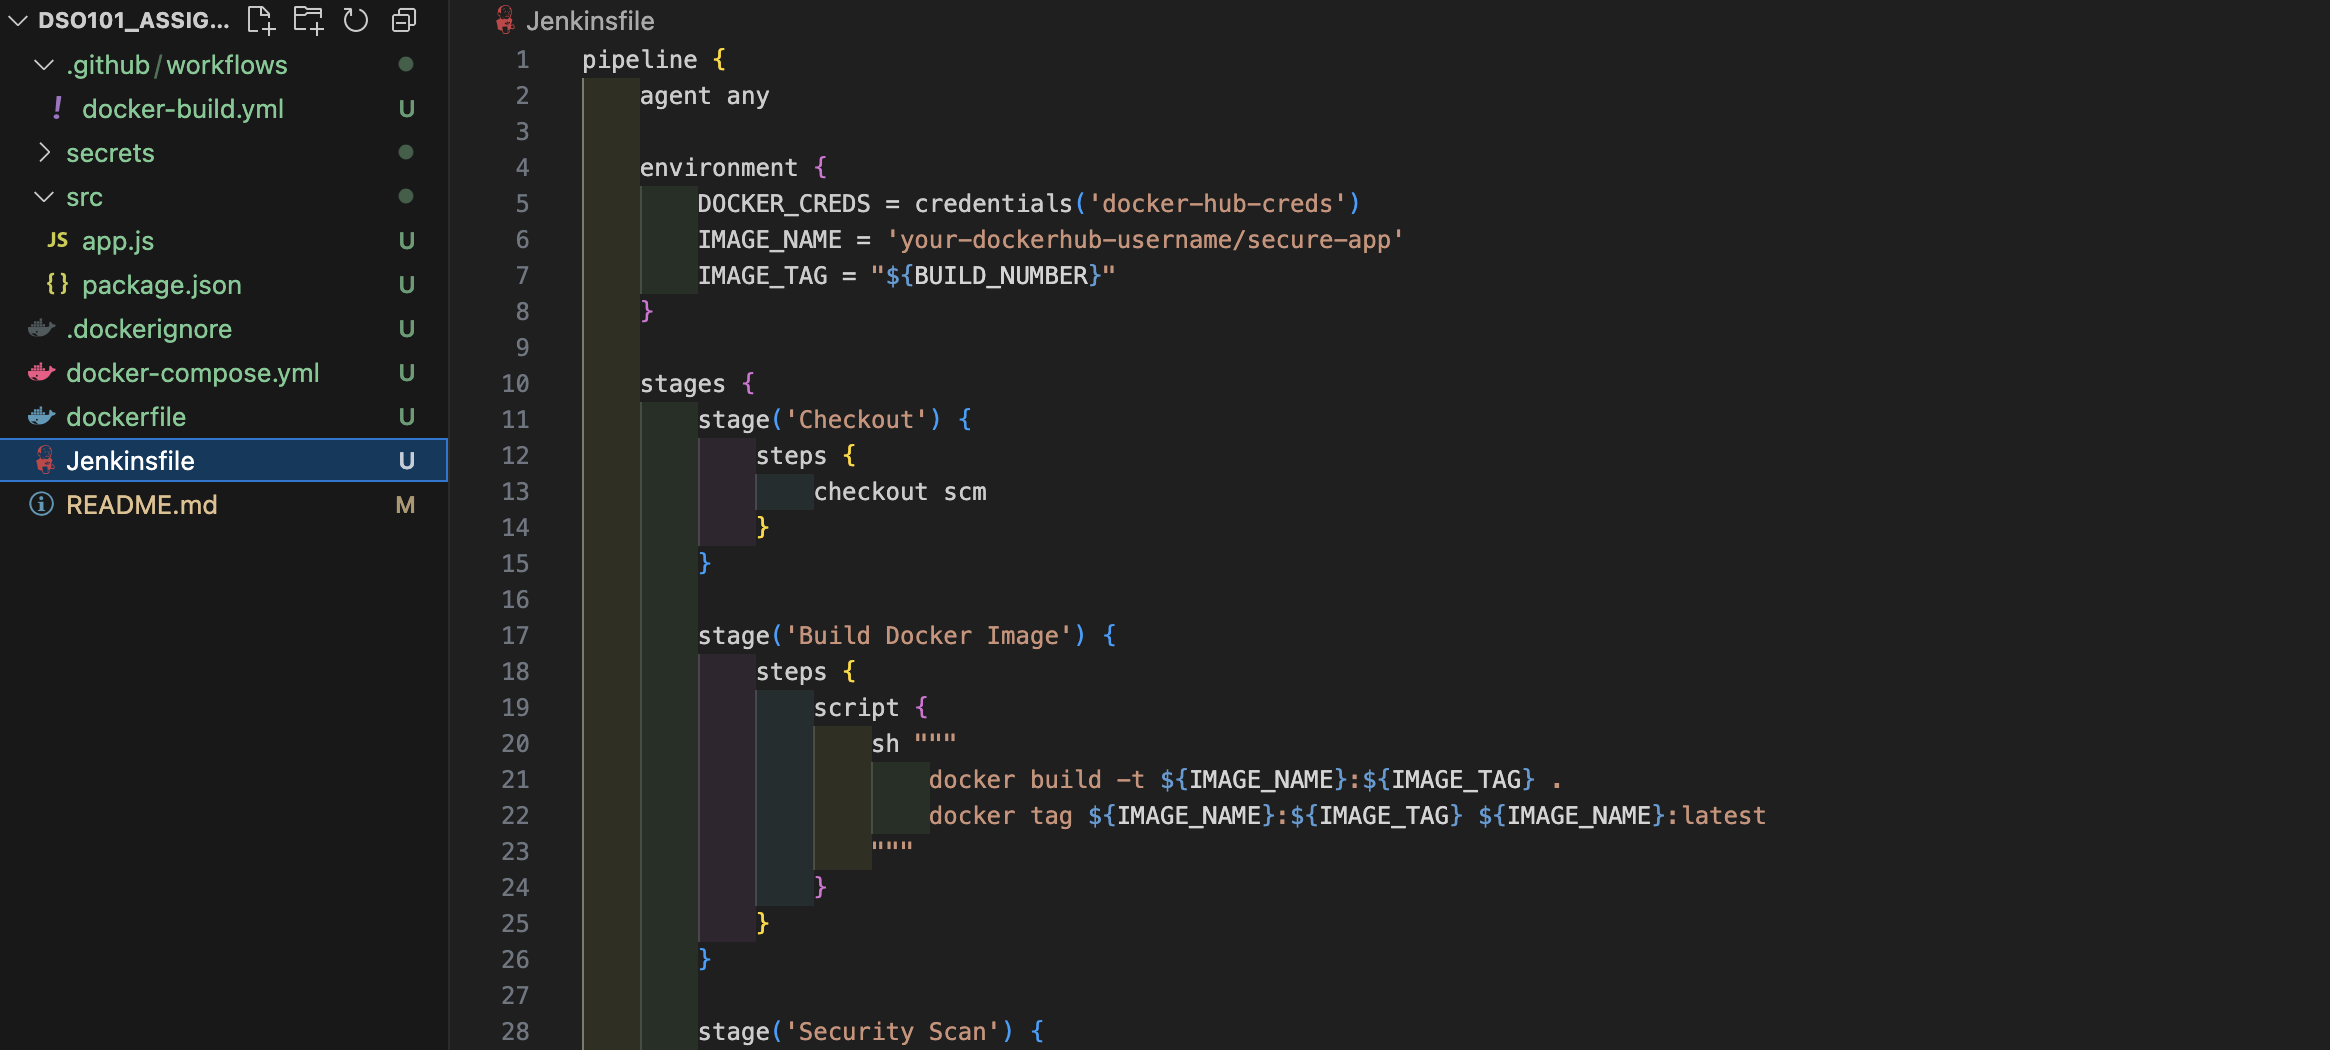 DSO101_ASSIG...
.github/workflows
docker-build.yml U
secrets
src
JS app.js U
{} package.json U
.dockerignore U
docker-compose.yml U
dockerfile U
Jenkinsfile U
README.md M
Jenkinsfile
1 pipeline {
2 agent any
3
4 environment {
5 DOCKER_CREDS = credentials('docker-hub-creds')
6 IMAGE_NAME = 'your-dockerhub-username/secure-app'
7 IMAGE_TAG = "${BUILD_NUMBER}"
8 }
9
10 stages {
11 stage('Checkout') {
12 steps {
13 checkout scm
14 }
15 }
16
17 stage('Build Docker Image') {
18 steps {
19 script {
20 sh """
21 docker build -t ${IMAGE_NAME}:${IMAGE_TAG} .
22 docker tag ${IMAGE_NAME}:${IMAGE_TAG} ${IMAGE_NAME}:latest
23 """
24 }
25 }
26 }
27
28 stage('Security Scan') {